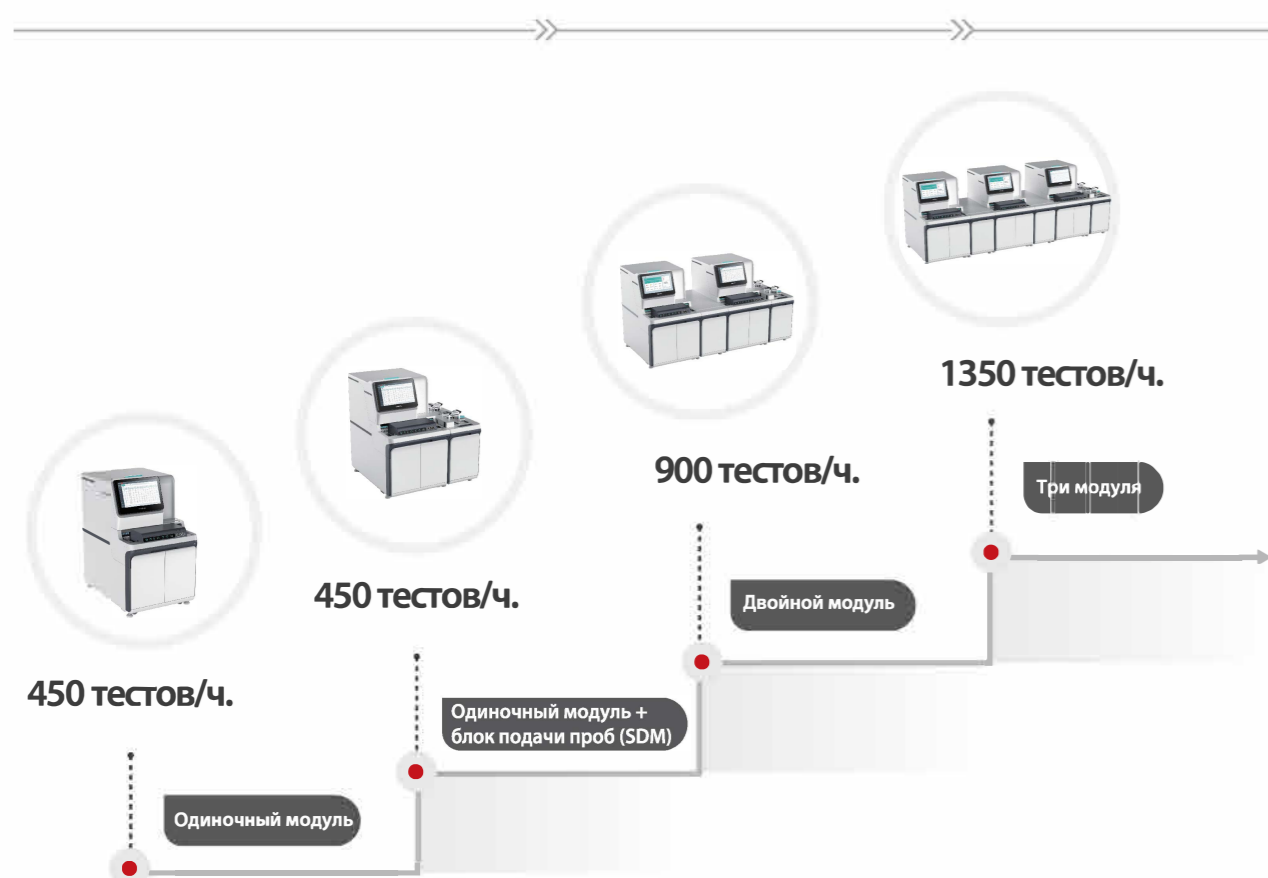 1350 тестов/ч.
900 тестов/ч.
Три модуля
450 тестов/ч.
Двойной модуль
450 тестов/ч.
Одиночный модуль +
блок подачи проб (SDM)
Одиночный модуль